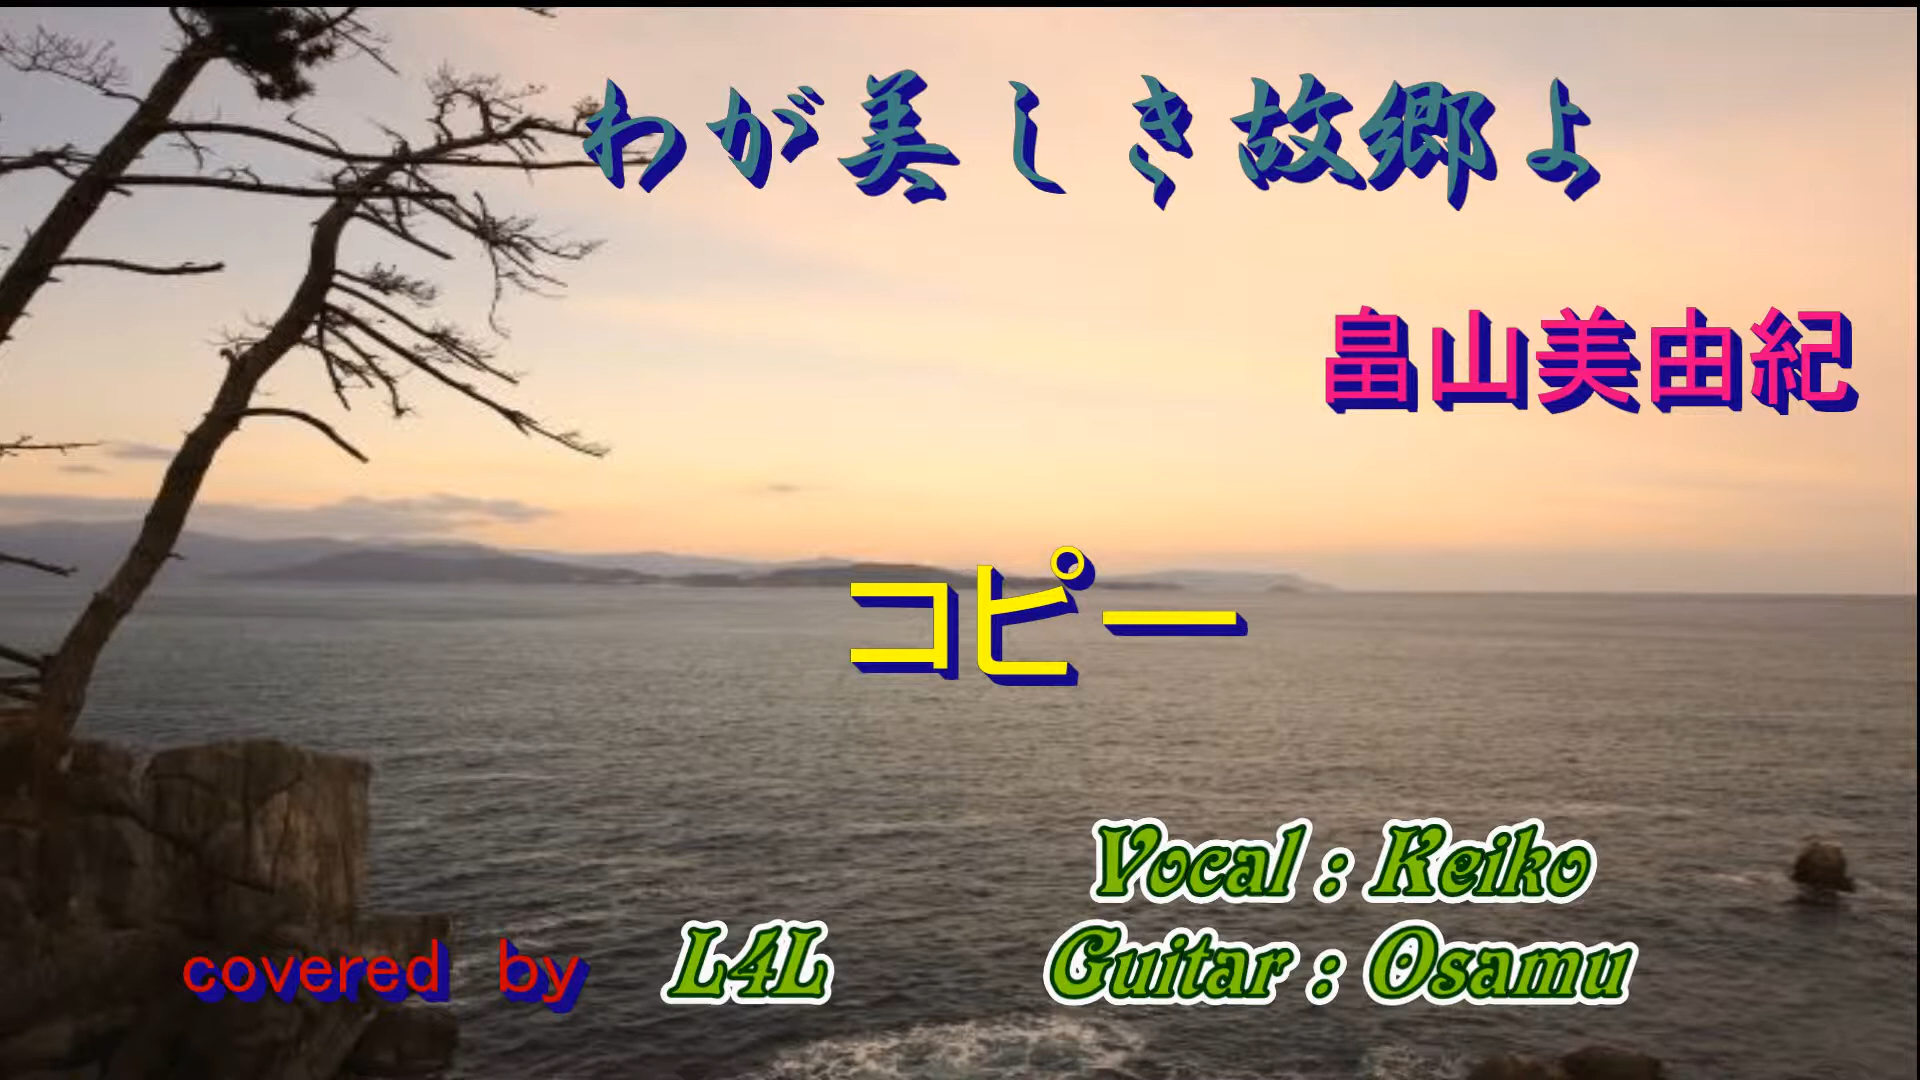 わが美しき故郷よ
畠山美由紀
コピー
Vocal : Keiko
covered by L4L
Guitar : Osamu